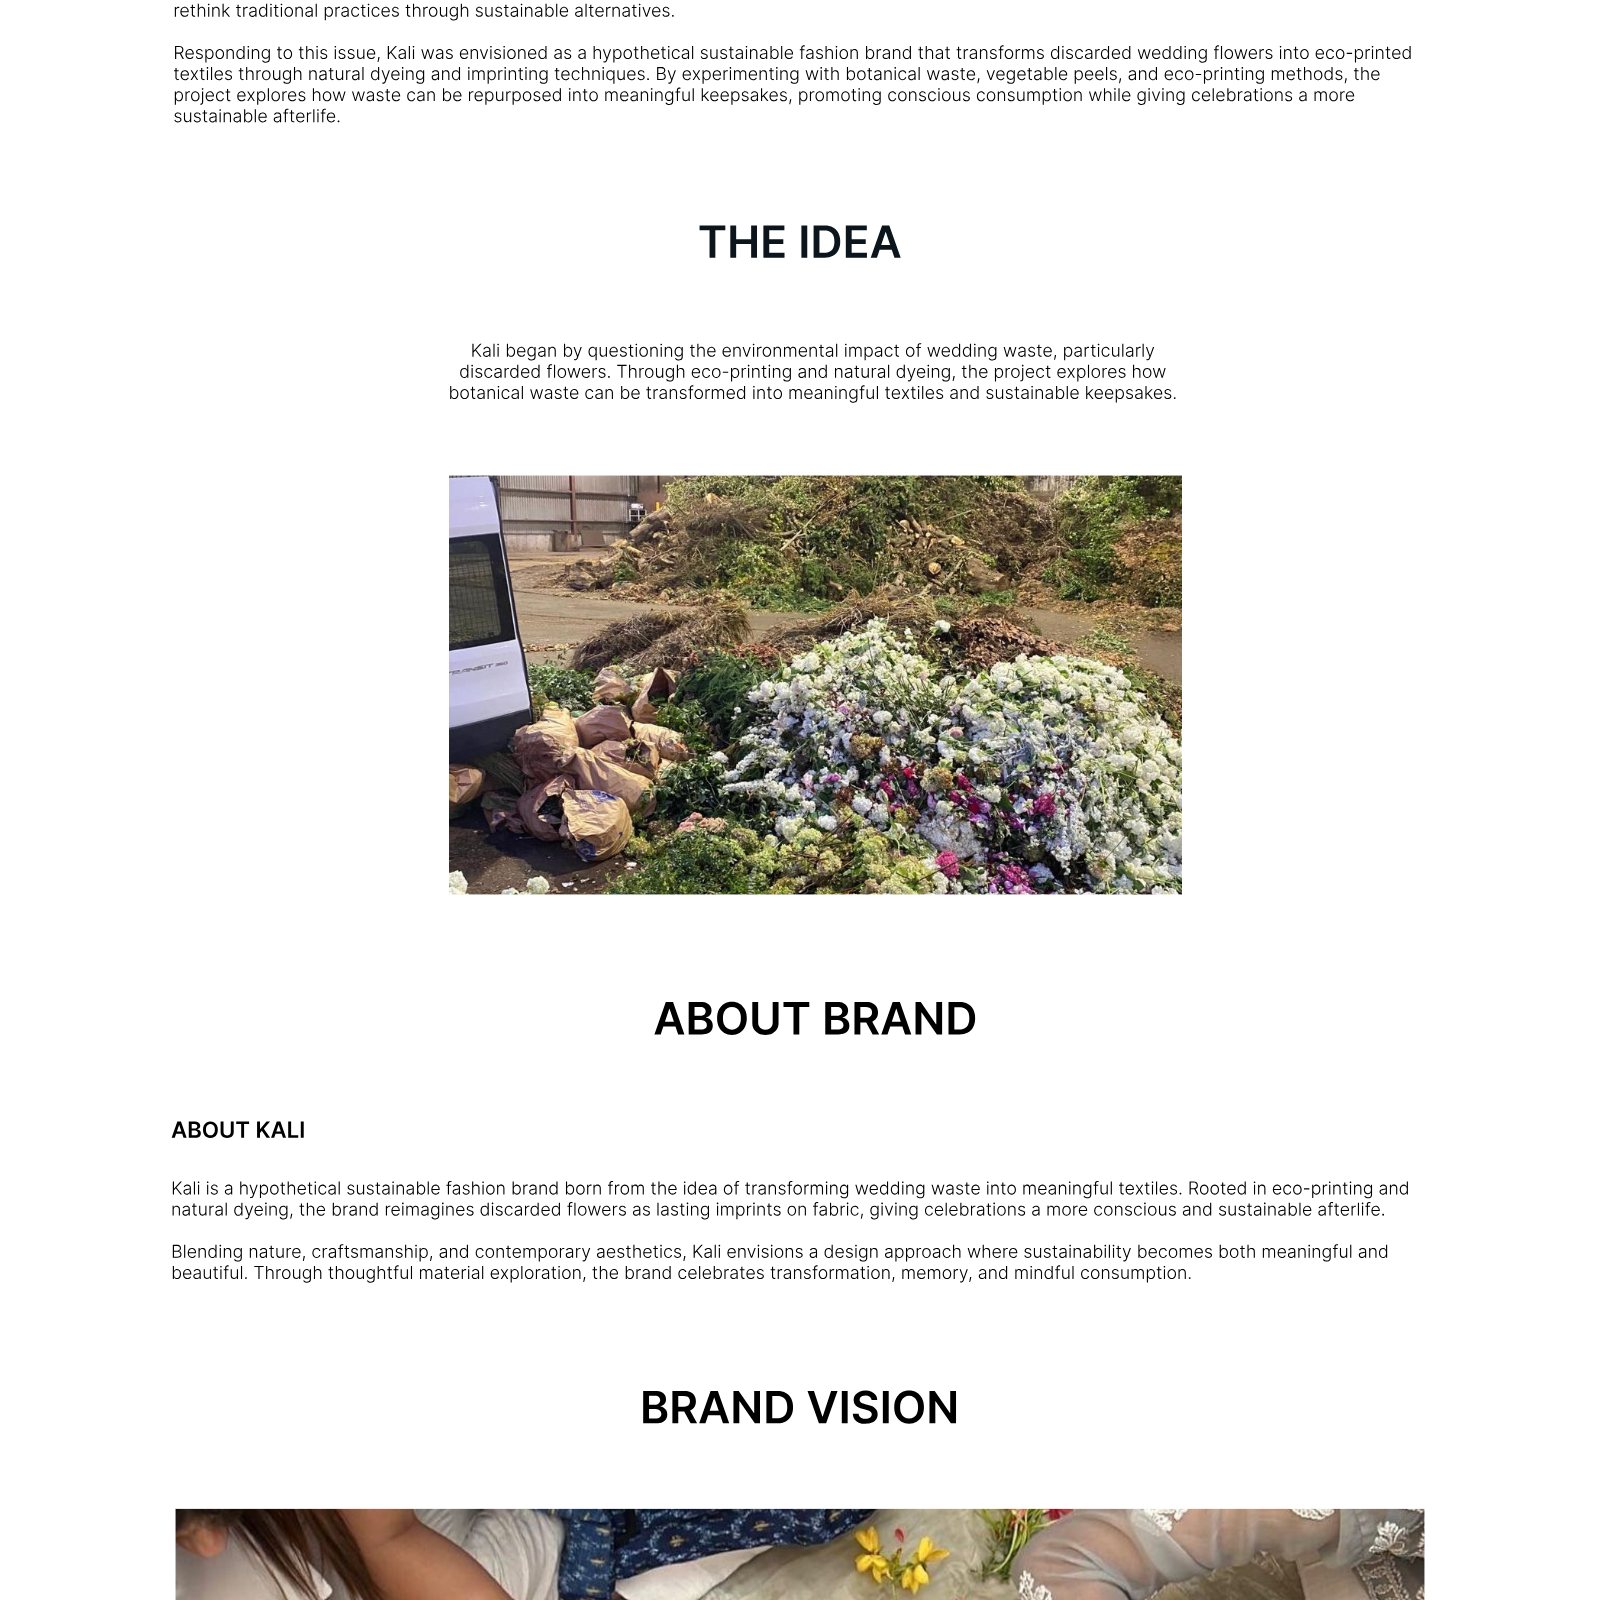 rethink traditional practices through sustainable alternatives.
Responding to this issue, Kali was envisioned as a hypothetical sustainable fashion brand that transforms discarded wedding flowers into eco-printed
textiles through natural dyeing and imprinting techniques. By experimenting with botanical waste, vegetable peels, and eco-printing methods, the
project explores how waste can be repurposed into meaningful keepsakes, promoting conscious consumption while giving celebrations a more
sustainable afterlife.
THE IDEA
Kali began by questioning the environmental impact of wedding waste, particularly
discarded flowers. Through eco-printing and natural dyeing, the project explores how
botanical waste can be transformed into meaningful textiles and sustainable keepsakes.
TRANSIT 350
ABOUT BRAND
ABOUT KALI
Kali is a hypothetical sustainable fashion brand born from the idea of transforming wedding waste into meaningful textiles. Rooted in eco-printing and
natural dyeing, the brand reimagines discarded flowers as lasting imprints on fabric, giving celebrations a more conscious and sustainable afterlife.
Blending nature, craftsmanship, and contemporary aesthetics, Kali envisions a design approach where sustainability becomes both meaningful and
beautiful. Through thoughtful material exploration, the brand celebrates transformation, memory, and mindful consumption.
BRAND VISION